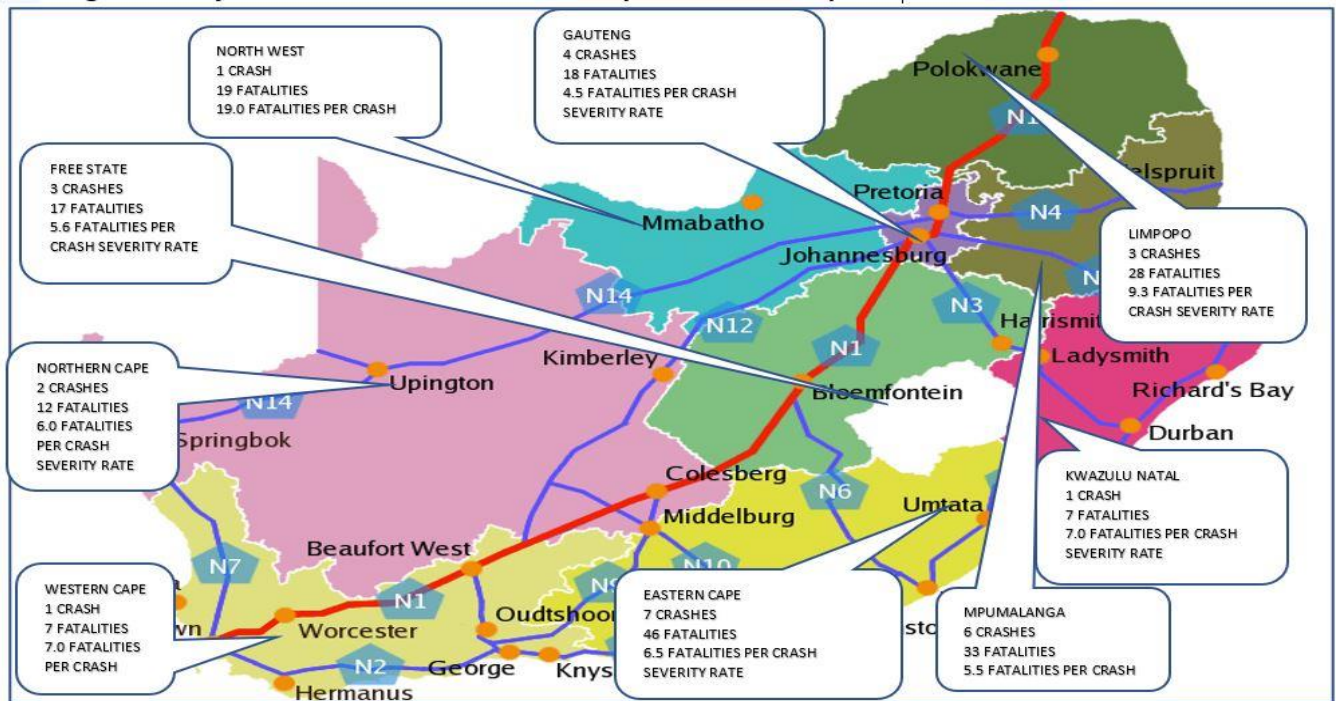 NORTH WEST
1 CRASH
19 FATALITIES
19.0 FATALITIES PER CRASH
GAUTENG
4 CRASHES
18 FATALITIES
4.5 FATALITIES PER CRASH
SEVERITY RATE
FREE STATE
3 CRASHES
17 FATALITIES
5.6 FATALITIES PER
CRASH SEVERITY RATE
LIMPOPO
3 CRASHES
28 FATALITIES
9.3 FATALITIES PER
CRASH SEVERITY RATE
NORTHERN CAPE
2 CRASHES
12 FATALITIES
6.0 FATALITIES
PER CRASH
SEVERITY RATE
KWAZULU NATAL
1 CRASH
7 FATALITIES
7.0 FATALITIES PER CRASH
SEVERITY RATE
WESTERN CAPE
1 CRASH
7 FATALITIES
7.0 FATALITIES
PER CRASH
EASTERN CAPE
7 CRASHES
46 FATALITIES
6.5 FATALITIES PER CRASH
SEVERITY RATE
MPUMALANGA
6 CRASHES
33 FATALITIES
5.5 FATALITIES PER CRASH
Polokwane
N1
elspruit
Pretoria
N4
Mmabatho
Johannesburg
N14
N12
N3
Kimberley
N1
Ladysmith
Upington
Bloemfontein
Richard's Bay
N14
Springbok
Durban
Colesberg
N6
Umtata
Middelburg
Beaufort West
N7
N10
N1
Worcester
N2
George
Hermanus